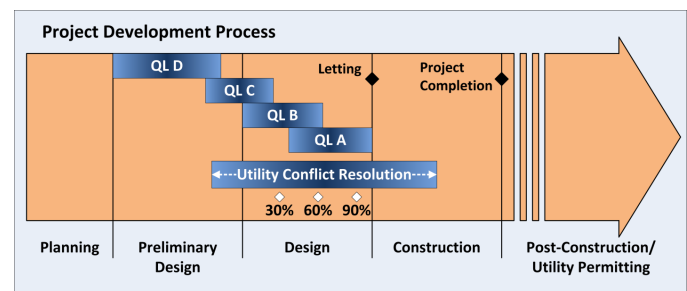 Project Development Process
QL D
QL C
QL B
QL A
Letting
Project
Completion
Utility Conflict Resolution
30% 60% 90%
Planning
Preliminary
Design
Design
Construction
Post-Construction/
Utility Permitting